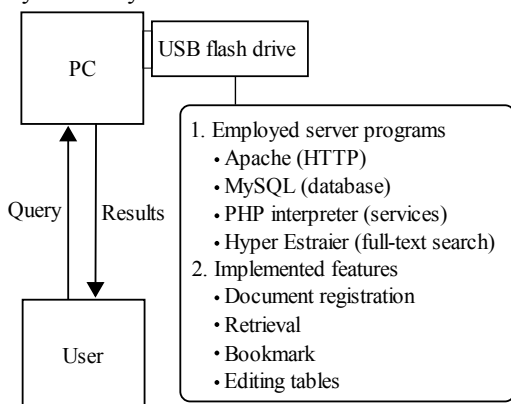 PC
USB flash drive
1. Employed server programs
• Apache (HTTP)
• MySQL (database)
• PHP interpreter (services)
• Hyper Estraier (full-text search)
2. Implemented features
• Document registration
• Retrieval
• Bookmark
• Editing tables
Query
Results
User